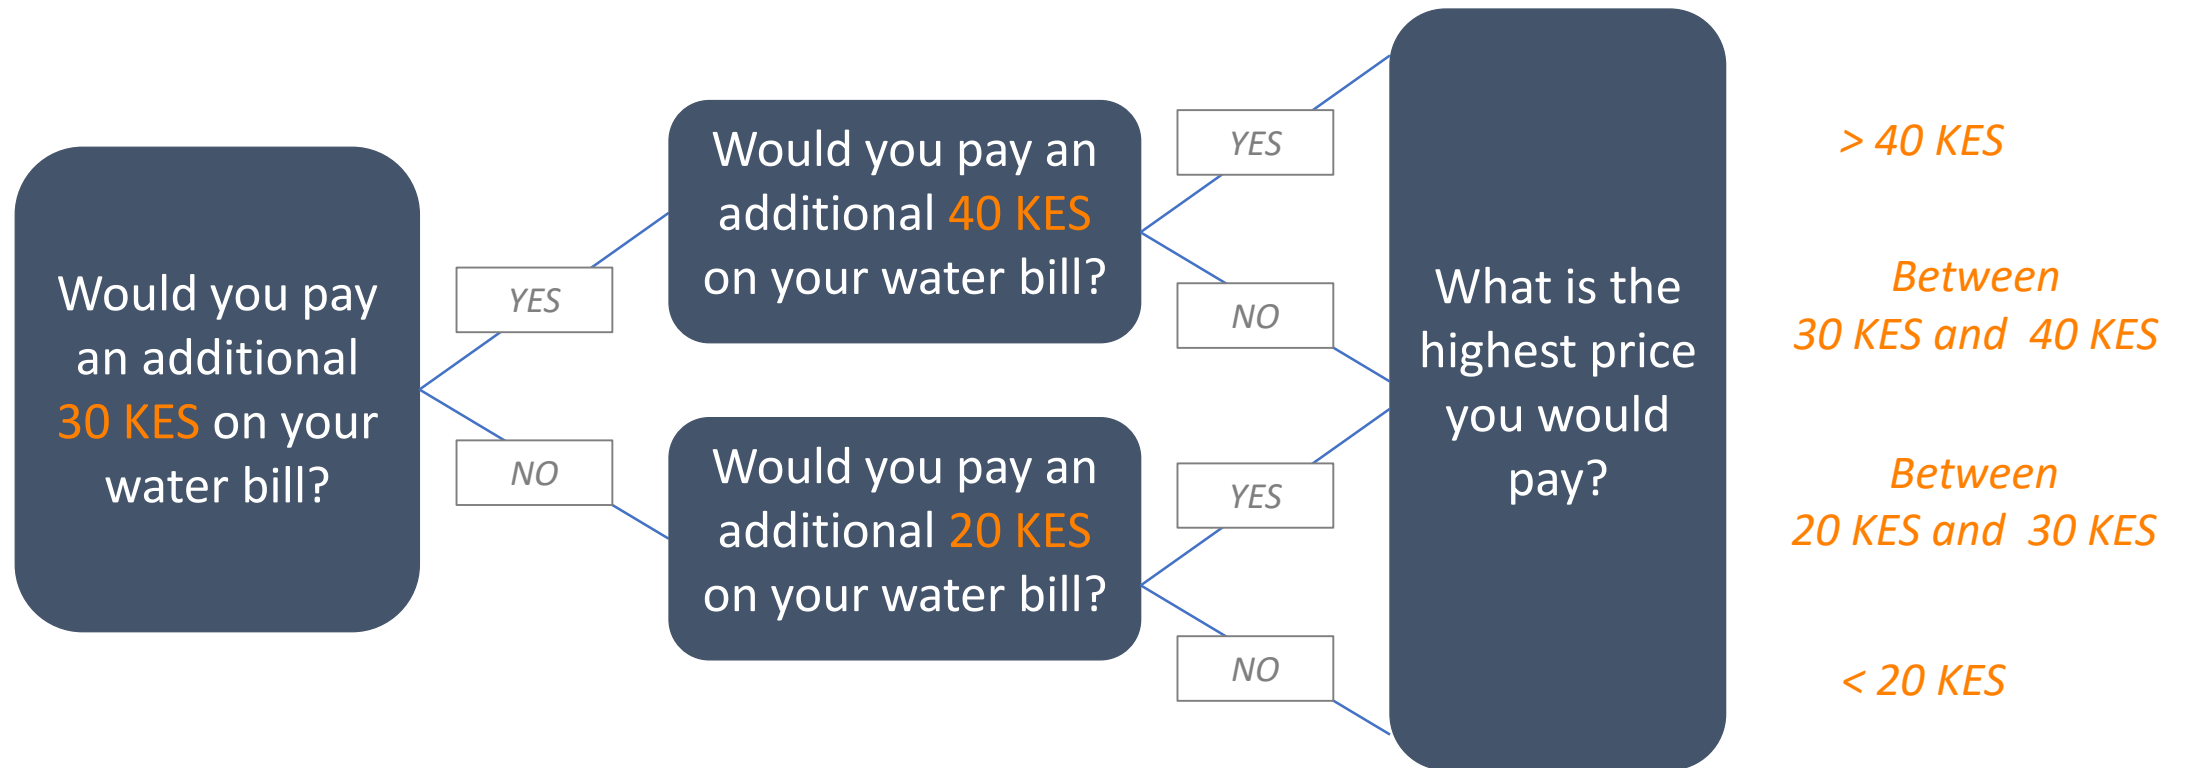 Would you pay
an additional
30 KES on your
water bill?
YES
NO
Would you pay an
additional 40 KES
on your water bill?
Would you pay an
additional 20 KES
on your water bill?
YES
NO
YES
NO
What is the
highest price
you would
pay?
> 40 KES
Between
30 KES and 40 KES
Between
20 KES and 30 KES
< 20 KES